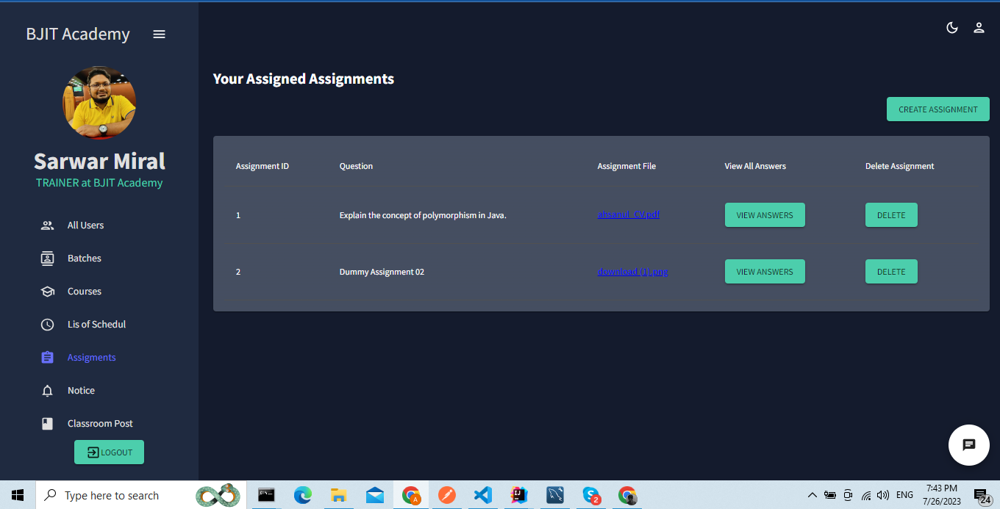 BJIT Academy
Sarwar Miral
TRAINER at BJIT Academy
All Users
Batches
Courses
Lis of Schedul
Assigments
Notice
Classroom Post
LOGOUT
Your Assigned Assignments
CREATE ASSIGNMENT
Assignment ID Question Assignment File View All Answers Delete Assignment
1 Explain the concept of polymorphism in Java. ahsanul_CV.pdf VIEW ANSWERS DELETE
2 Dummy Assignment 02 download (1).png VIEW ANSWERS DELETE
Type here to search
A
2
ENG
7:43 PM
7/26/2023
24